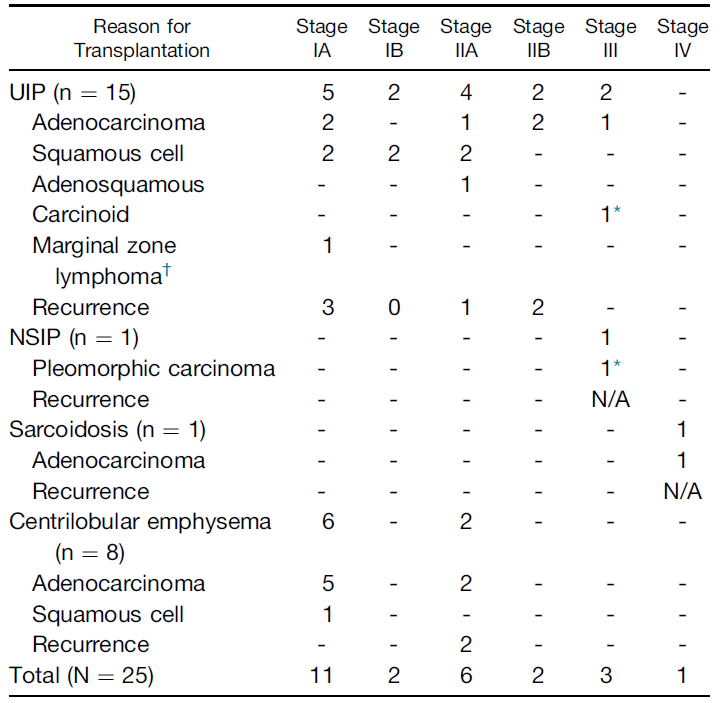 Reason for Transplantation Stage IA Stage IB Stage IIA Stage IIB Stage III Stage IV
UIP (n = 15) 5 2 4 2 2 -
Adenocarcinoma 2 - 1 2 1 -
Squamous cell 2 2 2 - - -
Adenosquamous - - 1 - - -
Carcinoid - - - - 1* -
Marginal zone 1 - - - - -
lymphoma†
Recurrence 3 0 1 2 - -
NSIP (n = 1) - - - - 1 -
Pleomorphic carcinoma - - - - 1* -
Recurrence - - - - N/A -
Sarcoidosis (n = 1) - - - - - 1
Adenocarcinoma - - - - - 1
Recurrence - - - - - N/A
Centrilobular emphysema 6 - 2 - - -
(n = 8)
Adenocarcinoma 5 - 2 - - -
Squamous cell 1 - - - - -
Recurrence - - 2 - - -
Total (N = 25) 11 2 6 2 3 1